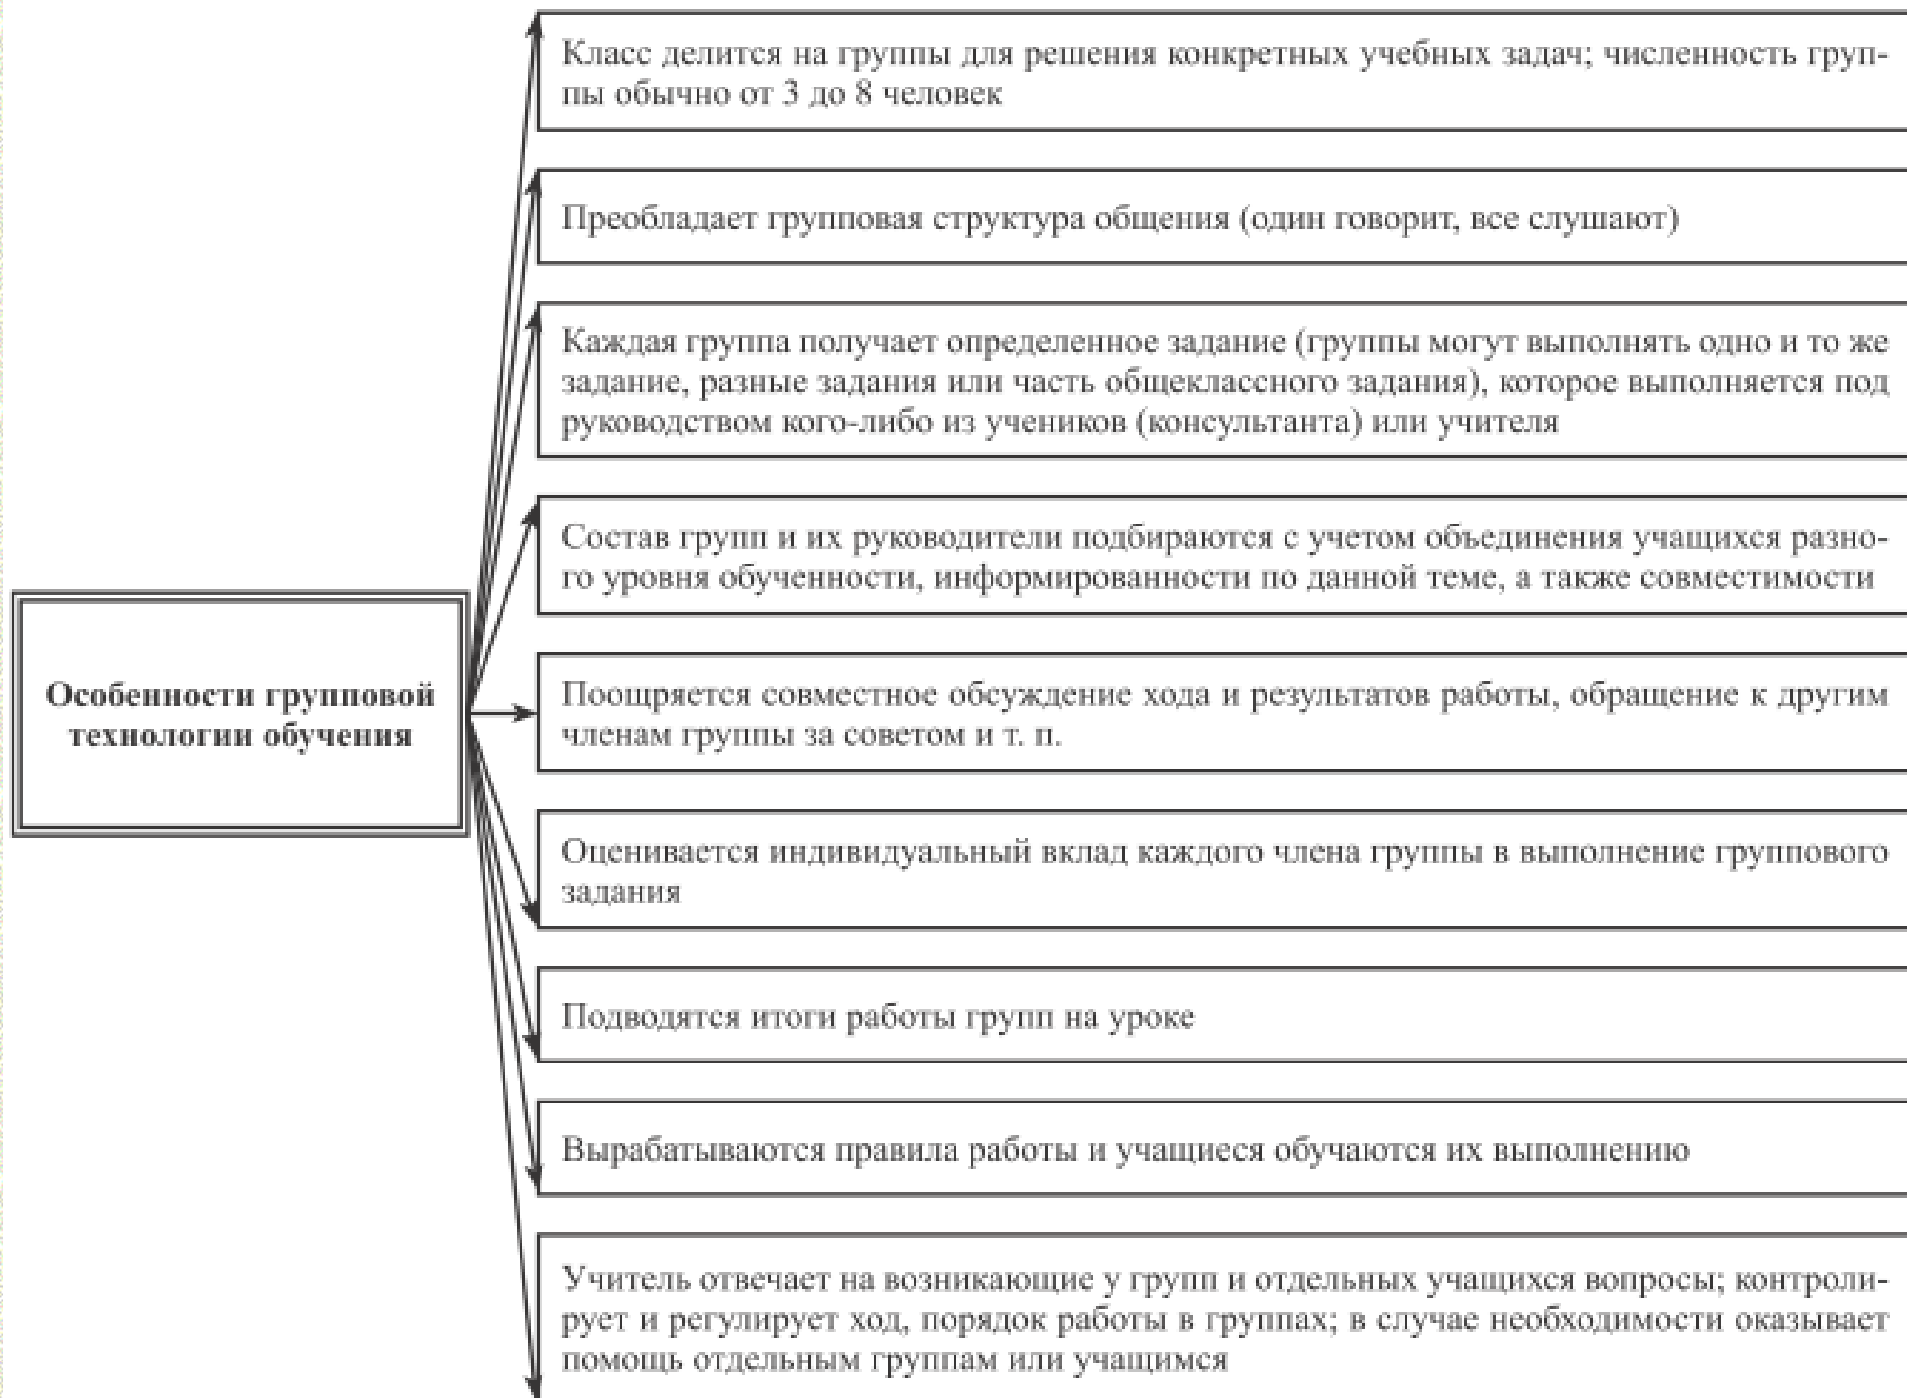 Класс делится на группы для решения конкретных учебных задач; численность груп-
пы обычно от 3 до 8 человек
Преобладает групповая структура общения (один говорит, все слушают)
Каждая группа получает определенное задание (группы могут выполнять одно и то же
задание, разные задания или часть общеклассного задания), которое выполняется под
руководством кого-либо из учеников (консультанта) или учителя
Состав групп и их руководители подбираются с учетом объединения учащихся разно-
го уровня обученности, информированности по данной теме, а также совместимости
Особенности групповой
технологии обучения
Поощряется совместное обсуждение хода и результатов работы, обращение к другим
членам группы за советом и т. п.
Оценивается индивидуальный вклад каждого члена группы в выполнение группового
задания
Подводятся итоги работы групп на уроке
Вырабатываются правила работы и учащиеся обучаются их выполнению
Учитель отвечает на возникающие у групп и отдельных учащихся вопросы; контроли-
рует и регулирует ход, порядок работы в группах; в случае необходимости оказывает
помощь отдельным группам или учащимся